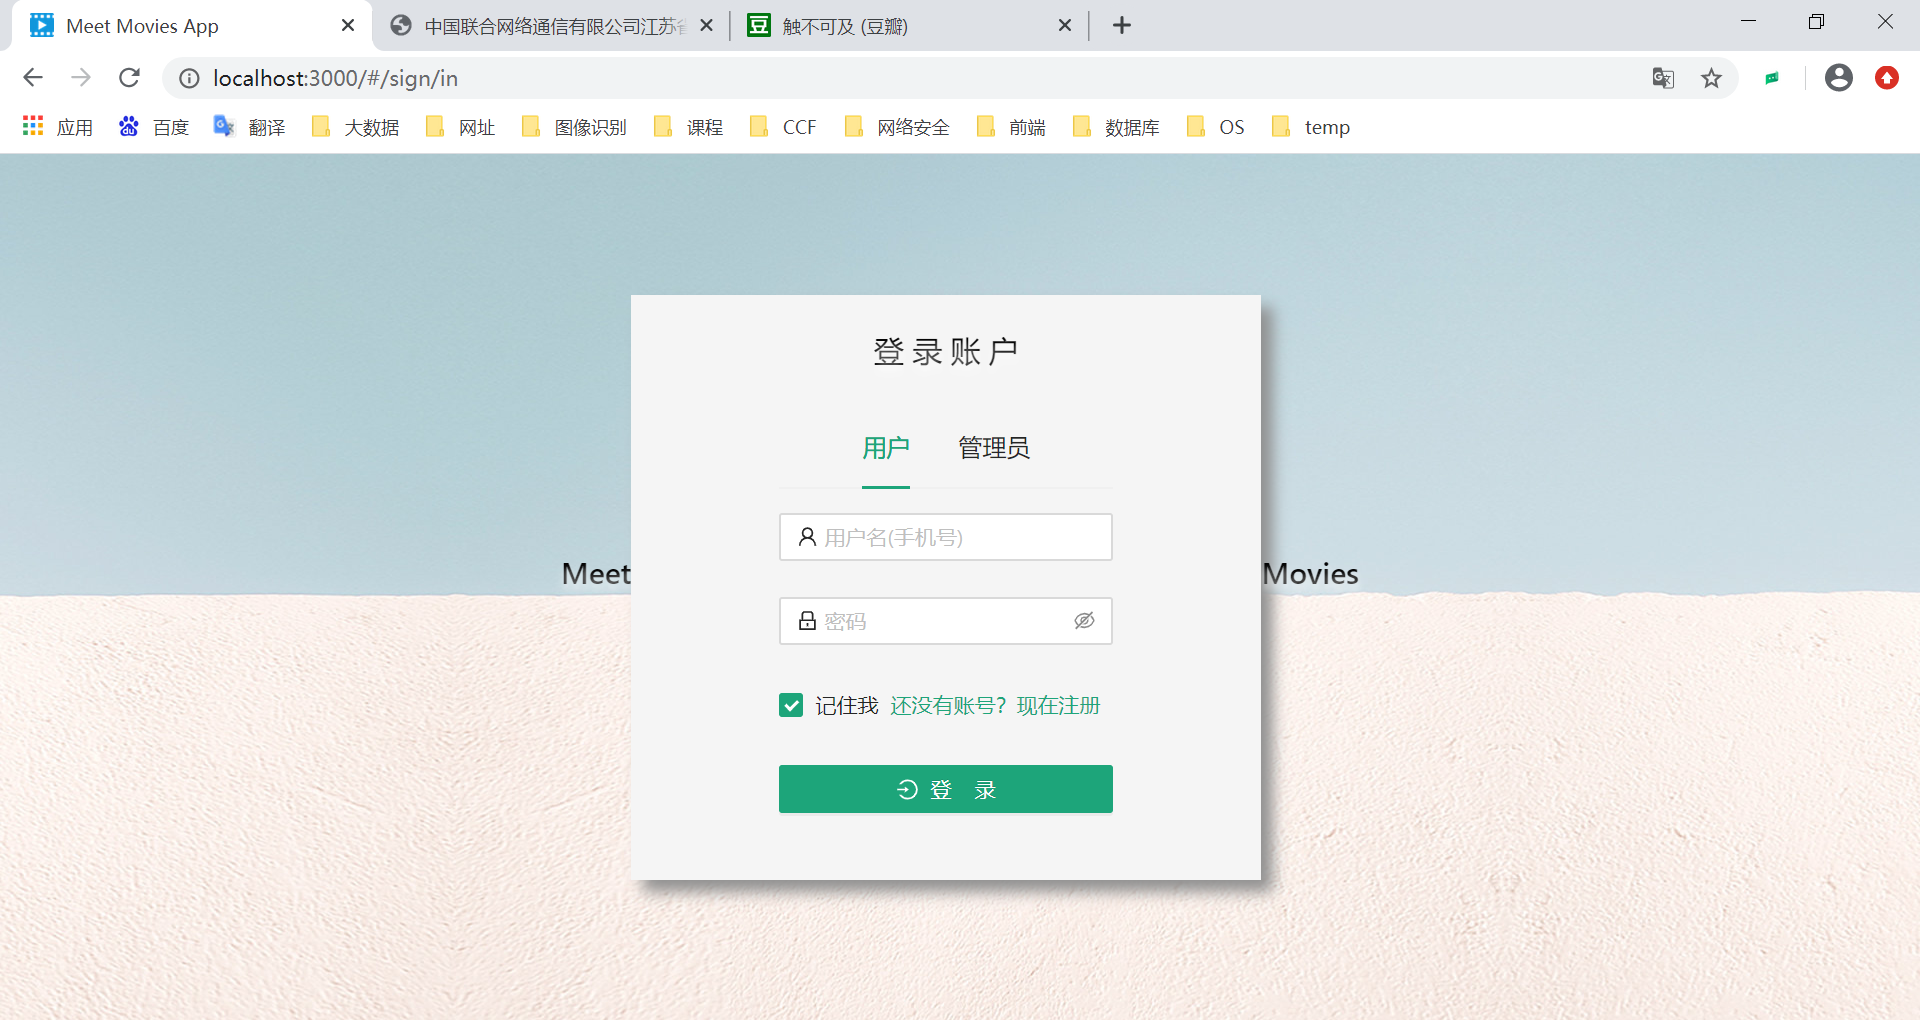 Meet Movies App
中国联合网络通信有限公司江苏省
触不可及 (豆瓣)
localhost:3000/#/sign/in
应用 百度 翻译 大数据 网址 图像识别 课程 CCF 网络安全 前端 数据库 OS temp
登录账户
用户 管理员
用户名(手机号)
Meet Movies
密码
记住我 还没有账号? 现在注册
登 录